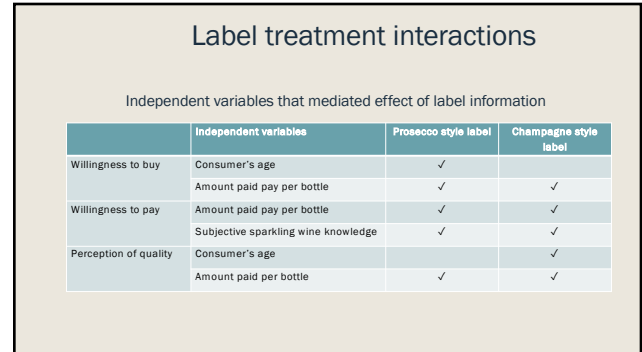 Label treatment interactions
Independent variables that mediated effect of label information
Independent variables Prosecco style label Champagne style label
Willingness to buy Consumer's age ✓
Amount paid pay per bottle ✓ ✓
Willingness to pay Amount paid pay per bottle ✓ ✓
Subjective sparkling wine knowledge ✓ ✓
Perception of quality Consumer's age ✓
Amount paid per bottle ✓ ✓